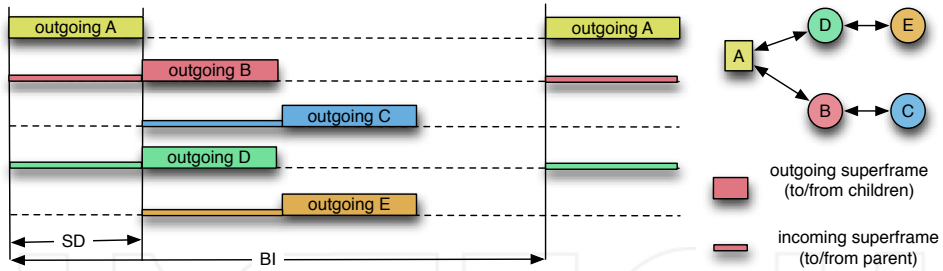 outgoing A
outgoing A
outgoing B
outgoing C
outgoing D
outgoing E
SD
BI
D
E
A
B
C
outgoing superframe
(to/from children)
incoming superframe
(to/from parent)